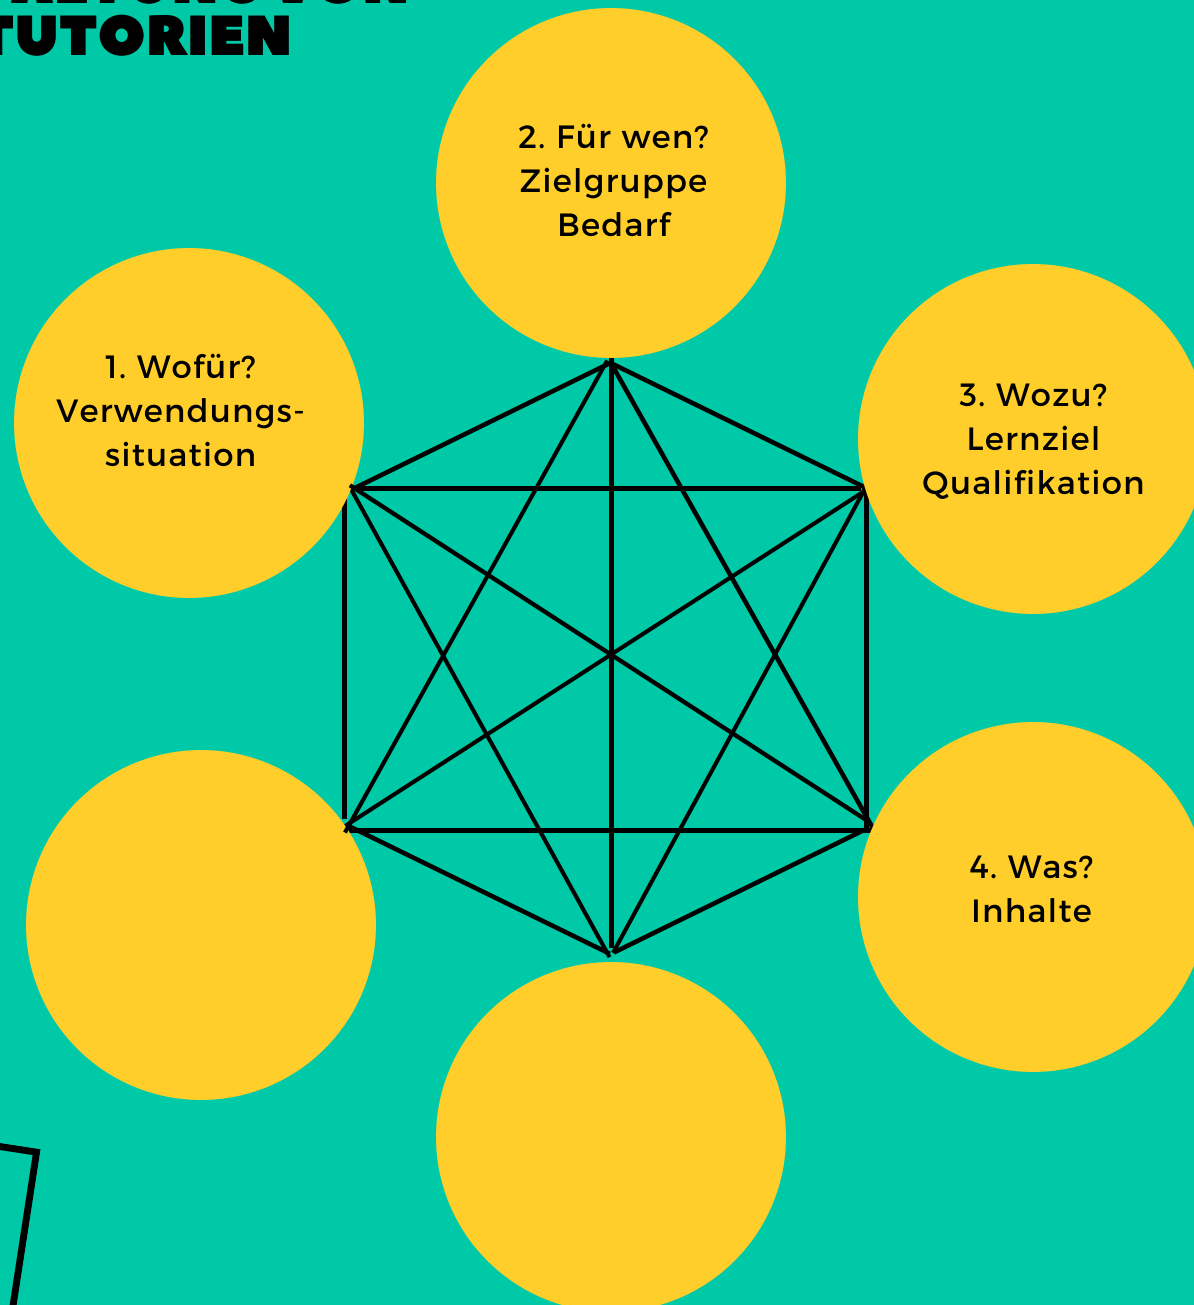 TUTORIEN
2. Für wen?
Zielgruppe
Bedarf
1. Wofür?
Verwendungs-
situation
3. Wozu?
Lernziel
Qualifikation
4. Was?
Inhalte